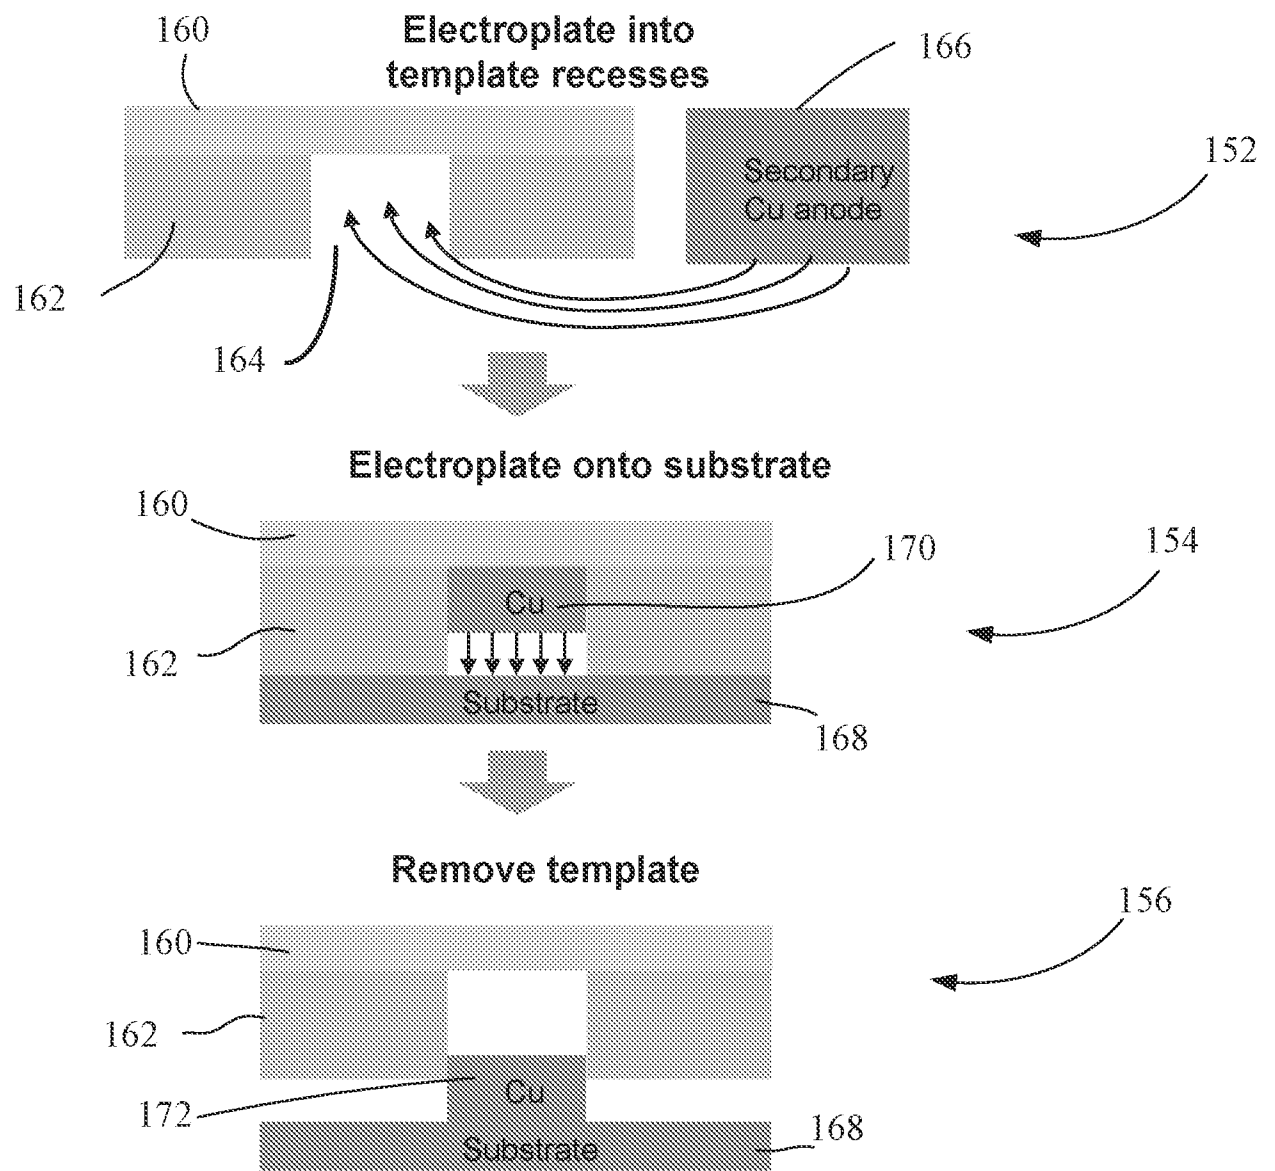 160
Electroplate into
template recesses
166
Secondary
Cu anode
152
162
164
Electroplate onto substrate
160
170
154
Cu
162
Substrate
168
Remove template
156
160
162
Cu
172
Substrate
168